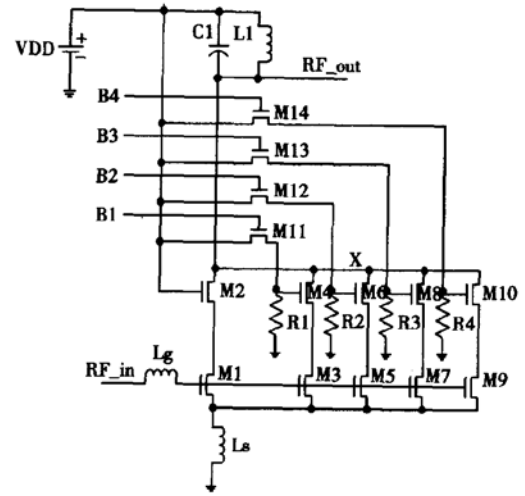 C1 L1
VDD + -
RF_out
B4
M14
B3
M13
B2
M12
B1
M11
X
M2 M4 M6 M8 M10
R1 R2 R3 R4
Lg
RF_in
M1 M3 M5 M7 M9
Ls